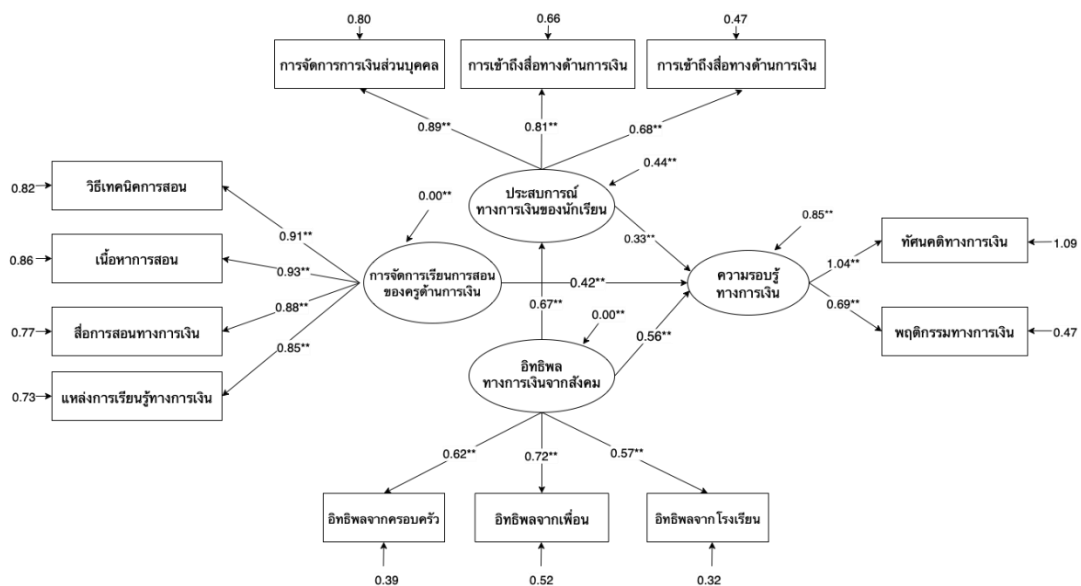 0.80
0.66
0.47
การจัดการการเงินส่วนบุคคล
การเข้าถึงสื่อทางด้านการเงิน
การเข้าถึงสื่อทางด้านการเงิน
0.89**
0.81**
0.68**
0.44**
0.82
วิธีเทคนิคการสอน
ประสบการณ์
ทางการเงินของนักเรียน
0.00**
0.85**
0.91**
0.33**
ทัศนคติทางการเงิน
1.09
0.86
เนื้อหาการสอน
0.93**
การจัดการเรียนการสอน
ของครูด้านการเงิน
0.42**
ความรอบรู้
ทางการเงิน
1.04**
0.88**
0.67**
0.00**
0.69**
0.77
สื่อการสอนทางการเงิน
0.56**
พฤติกรรมทางการเงิน
0.47
0.85**
อิทธิพล
ทางการเงินจากสังคม
0.73
แหล่งการเรียนรู้ทางการเงิน
0.62**
0.72**
0.57**
อิทธิพลจากครอบครัว
อิทธิพลจากเพื่อน
อิทธิพลจากโรงเรียน
0.39
0.52
0.32